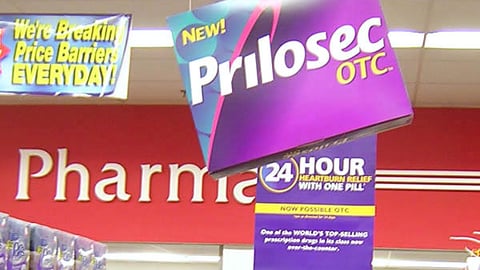 We're Breaking
Price Barriers
EVERYDAY!
NEW!
Prilosec
OTC
Pharma
24 HOUR
HEARTBURN RELIEF
WITH ONE PILL*
NOW POSSIBLE OTC
One of the WORLD'S TOP-SELLING
prescription drugs in its class now
over-the-counter.